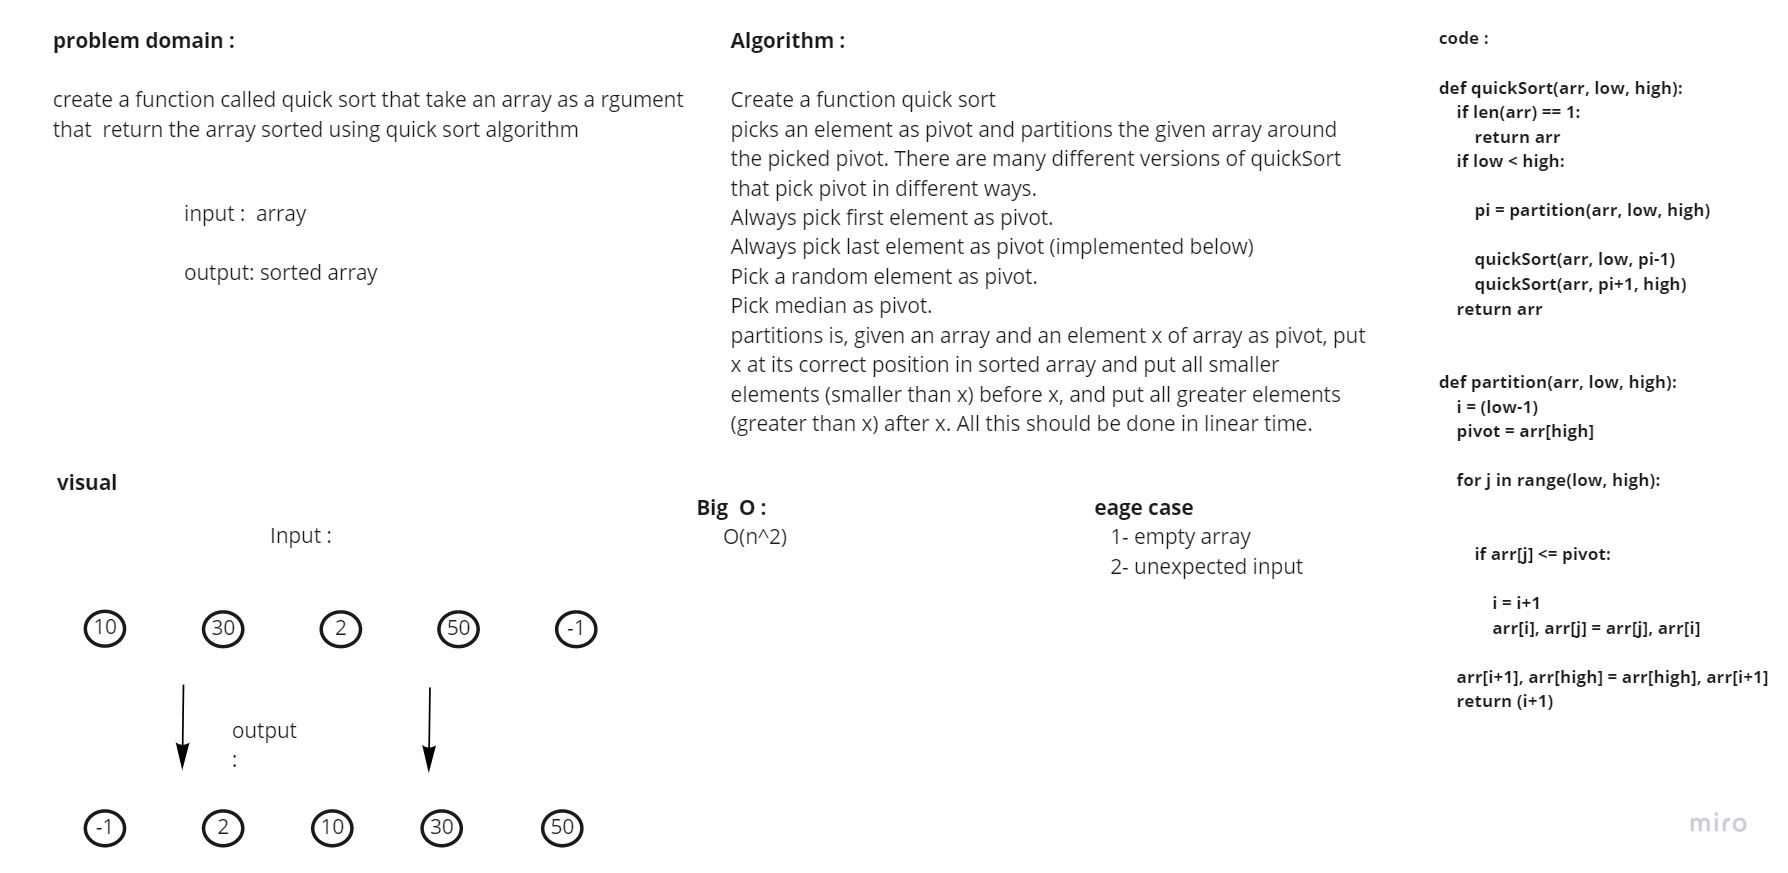 problem domain :
create a function called quick sort that take an array as a rgument
that  return the array sorted using quick sort algorithm
input :  array
output: sorted array
Algorithm :
Create a function quick sort
picks an element as pivot and partitions the given array around
the picked pivot. There are many different versions of quickSort
that pick pivot in different ways.
Always pick first element as pivot.
Always pick last element as pivot (implemented below)
Pick a random element as pivot.
Pick median as pivot.
partitions is, given an array and an element x of array as pivot, put
x at its correct position in sorted array and put all smaller
elements (smaller than x) before x, and put all greater elements
(greater than x) after x. All this should be done in linear time.
code :
def quickSort(arr, low, high):
    if len(arr) == 1:
        return arr
    if low < high:
        pi = partition(arr, low, high)
        quickSort(arr, low, pi-1)
        quickSort(arr, pi+1, high)
    return arr
def partition(arr, low, high):
    i = (low-1)
    pivot = arr[high]
    for j in range(low, high):
        if arr[j] <= pivot:
            i = i+1
            arr[i], arr[j] = arr[j], arr[i]
    arr[i+1], arr[high] = arr[high], arr[i+1]
    return (i+1)
visual
Input :
10 30 2 50 -1
output
:
-1 2 10 30 50
Big  O :
O(n^2)
eage case
1- empty array
2- unexpected input
miro